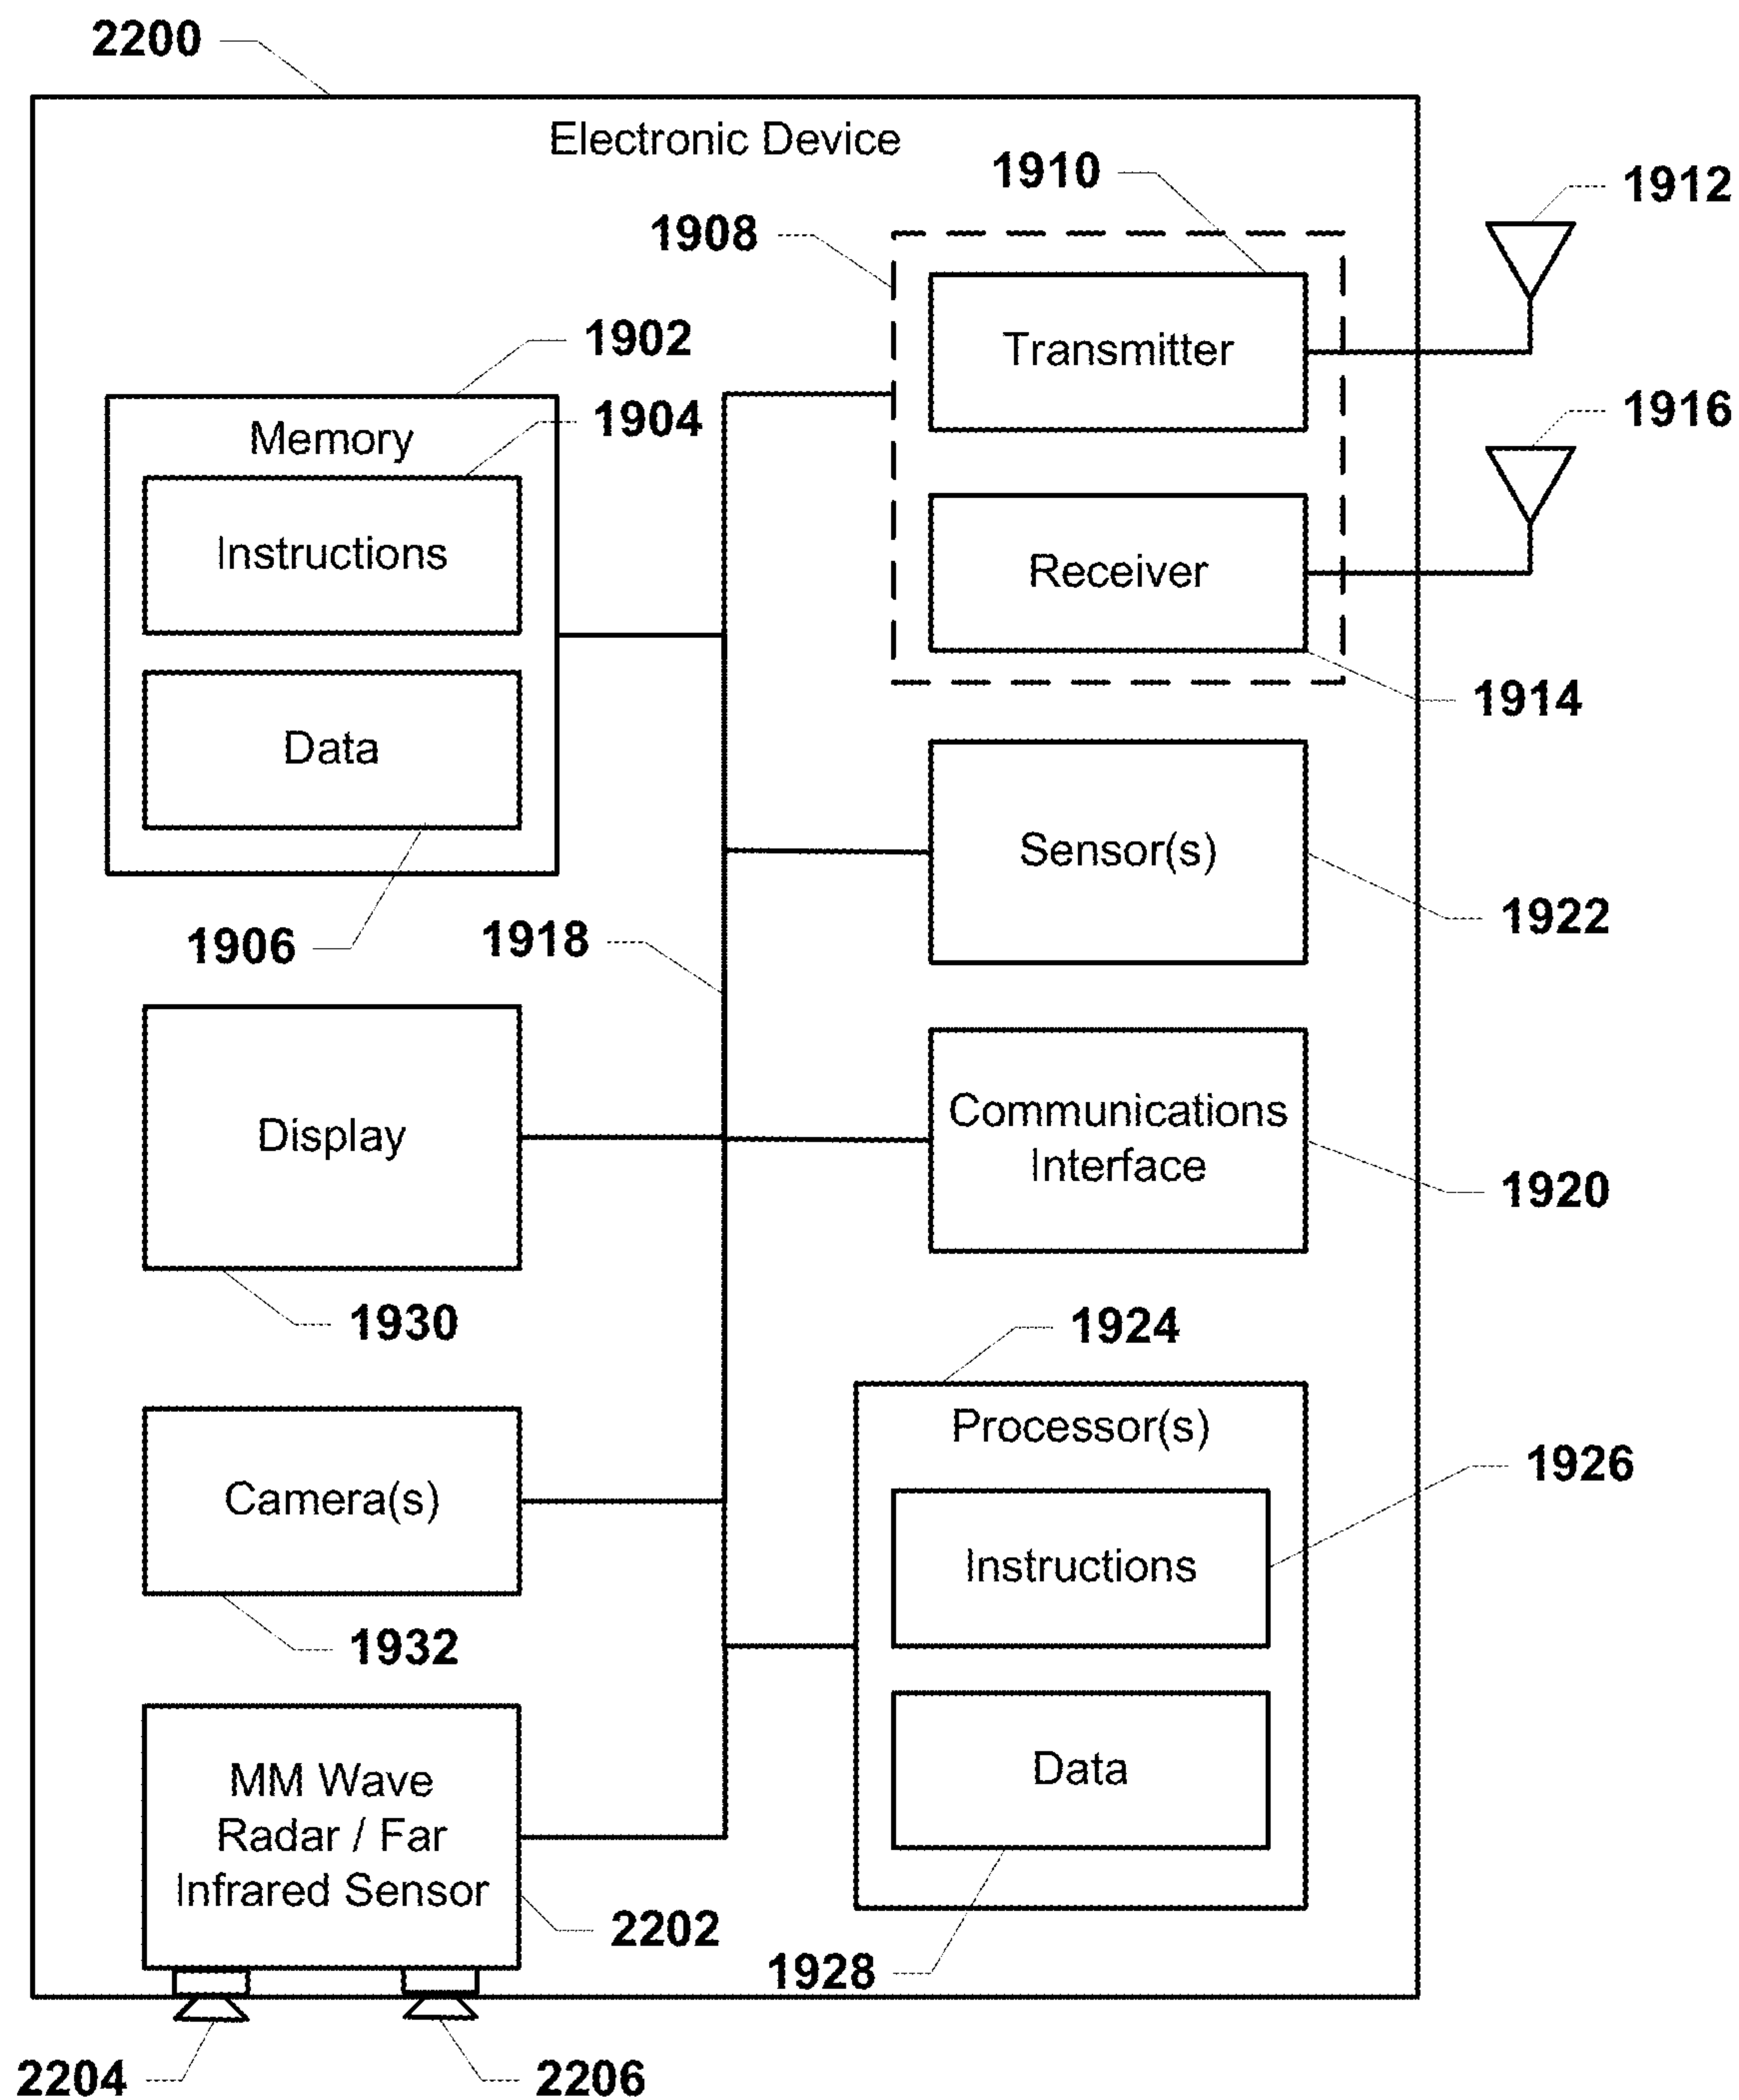 2200
Electronic Device
1910
1912
1908
Transmitter
1902
1916
Memory
1904
Instructions
Receiver
1914
Data
Sensor(s)
1922
1906
1918
Display
Communications
Interface
1920
1930
1924
Processor(s)
1926
Camera(s)
Instructions
1932
MM Wave
Radar / Far
Infrared Sensor
Data
2202
1928
2204
2206